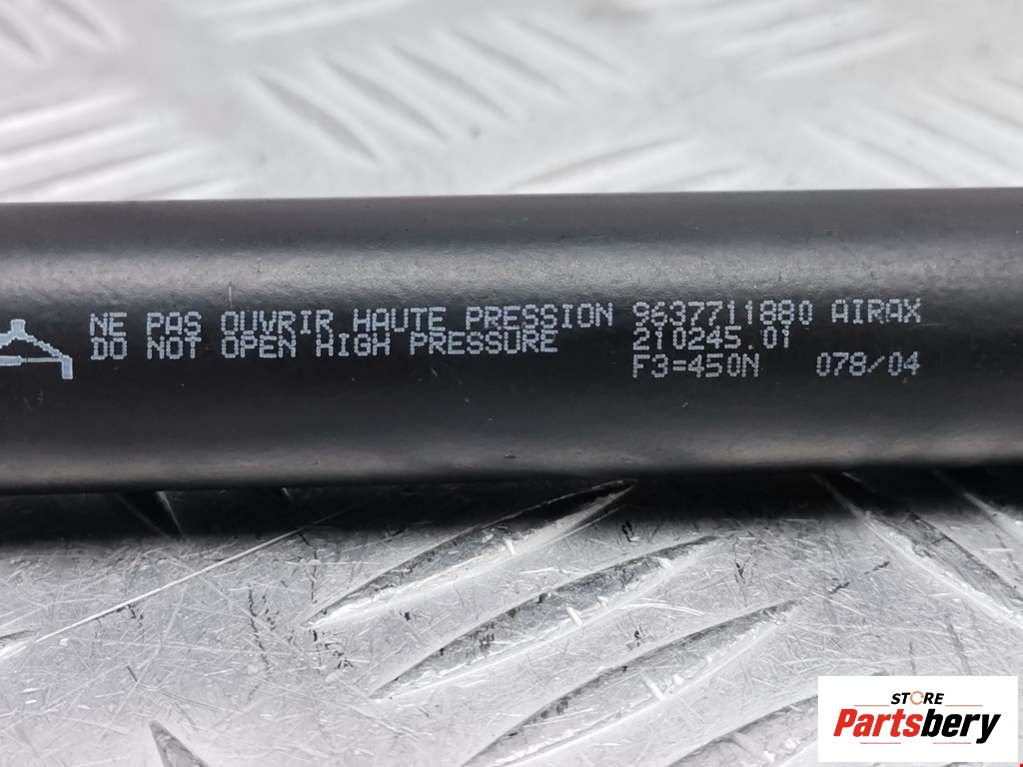 NE PAS OUVRIR HAUTE PRESSION 9637711880 AIRAX
DO NOT OPEN HIGH PRESSURE 210245.01
F3=450N 078/04
STORE
Partsbery